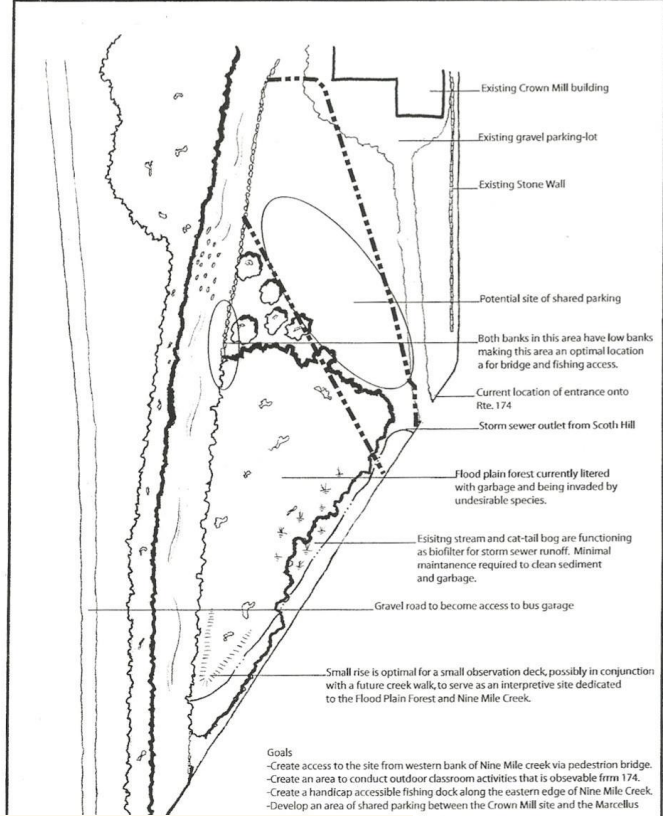 Existing Crown Mill building
Existing gravel parking-lot
Existing Stone Wall
Potential site of shared parking
Both banks in this area have low banks
making this area an optimal location
a for bridge and fishing access.
Current location of entrance onto
Rte. 174
Storm sewer outlet from Scoth Hill
Flood plain forest currently litered
with garbage and being invaded by
undesirable species.
Esisitng stream and cat-tail bog are functioning
as biofilter for storm sewer runoff. Minimal
maintanence required to clean sediment
and garbage.
Gravel road to become access to bus garage
Small rise is optimal for a small observation deck, possibly in conjunction
with a future creek walk, to serve as an interpretive site dedicated
to the Flood Plain Forest and Nine Mile Creek.
Goals
-Create access to the site from western bank of Nine Mile creek via pedestrion bridge.
-Create an area to conduct outdoor classroom activities that is obsevable frrm 174.
-Create a handicap accessible fishing dock along the eastern edge of Nine Mile Creek.
-Develop an area of shared parking between the Crown Mill site and the Marcellus